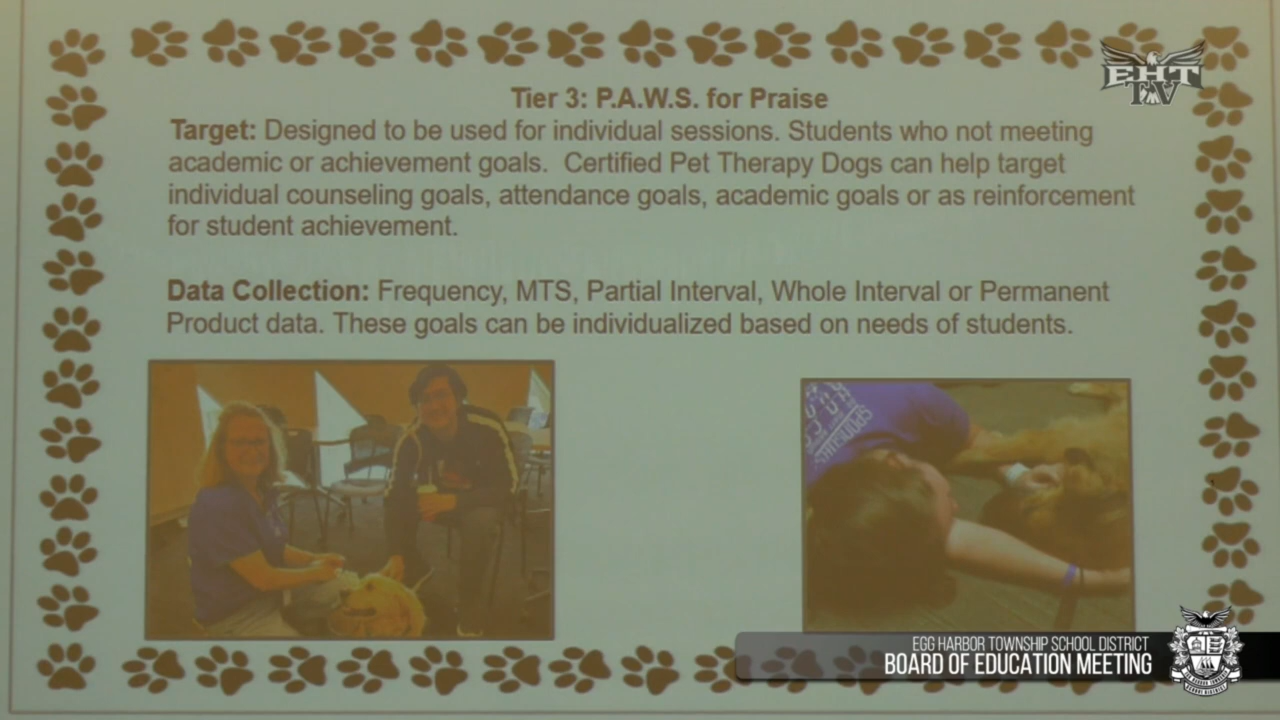 EHT
TV
Tier 3: P.A.W.S. for Praise
Target: Designed to be used for individual sessions. Students who not meeting
academic or achievement goals.  Certified Pet Therapy Dogs can help target
individual counseling goals, attendance goals, academic goals or as reinforcement
for student achievement.
Data Collection: Frequency, MTS, Partial Interval, Whole Interval or Permanent
Product data. These goals can be individualized based on needs of students.
EGG HARBOR TOWNSHIP SCHOOL DISTRICT
BOARD OF EDUCATION MEETING